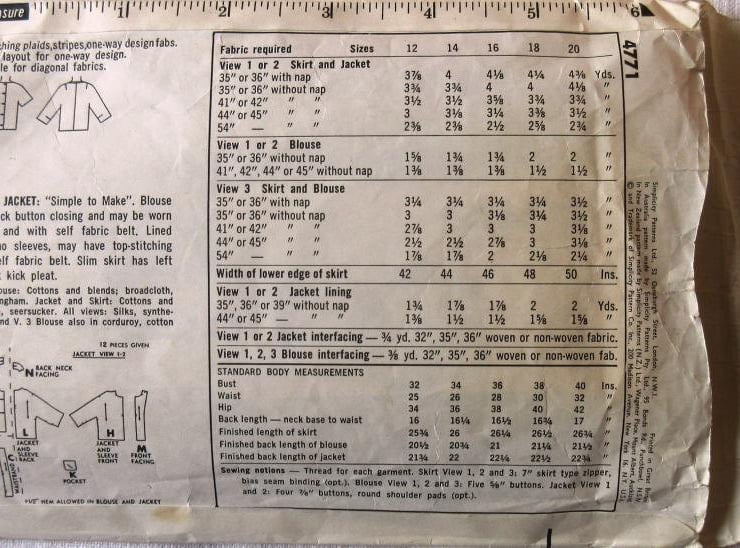 sure 1 2 3 4 5 6
hing plaids, stripes, one-way design fabs.
layout for one-way design.
le for diagonal fabrics.
JACKET: "Simple to Make". Blouse
ck button closing and may be worn
and with self fabric belt. Lined
o sleeves, may have top-stitching
elf fabric belt. Slim skirt has left
kick pleat.
ouse: Cottons and blends; broadcloth,
ngham. Jacket and Skirt: Cottons and
, seersucker. All views: Silks, synthe-
nd V. 3 Blouse also in corduroy, cotton
12 PIECES GIVEN
JACKET VIEW 1-2
N BACK NECK FACING
L
JACKET AND SLEEVE BACK
H
JACKET AND SLEEVE FRONT
M
FRONT FACING
K
POCKET
HEM ALLOWED IN BLOUSE AND JACKET
Fabric required Sizes 12 14 16 18 20
View 1 or 2 Skirt and Jacket
35" or 36" with nap 3⅞ 4 4⅛ 4¼ 4⅜ Yds.
35" or 36" without nap 3¾ 3¾ 4 4 4⅛ "
41" or 42" " " 3½ 3½ 3⅝ 3¾ 3¾ "
44" or 45" " " 3 3⅛ 3¼ 3⅜ 3½ "
54" — " " 2⅜ 2⅜ 2½ 2⅝ 2¾ "
View 1 or 2 Blouse
35" or 36" without nap 1⅝ 1¾ 1¾ 2 2 "
41", 42", 44" or 45" without nap 1⅜ 1⅜ 1⅜ 1½ 1½ "
View 3 Skirt and Blouse
35" or 36" with nap 3¼ 3¼ 3¼ 3¼ 3½ "
35" or 36" without nap 3 3 3⅛ 3¼ 3½ "
41" or 42" " " 2⅞ 3 3 3 3⅛ "
44" or 45" " " 2½ 2½ 2⅞ 3 3⅛ "
54" — " " 1⅞ 1⅞ 2 2⅛ 2¼ "
Width of lower edge of skirt 42 44 46 48 50 Ins.
View 1 or 2 Jacket lining
35", 36" or 39" without nap 1¾ 1⅞ 1⅞ 2 2 Yds.
44" or 45" — " " 1⅜ 1½ 1½ 1⅝ 1⅝ "
View 1 or 2 Jacket interfacing — ¾ yd. 32", 35", 36" woven or non-woven fabric.
View 1, 2, 3 Blouse interfacing — ⅜ yd. 32", 35", 36" woven or non-woven fab.
STANDARD BODY MEASUREMENTS
Bust 32 34 36 38 40 Ins.
Waist 25 26 28 30 32 "
Hip 34 36 38 40 42 "
Back length — neck base to waist 16 16¼ 16½ 16¾ 17 "
Finished length of skirt 25¾ 26 26¼ 26½ 26¾ "
Finished back length of blouse 20½ 20¾ 21 21¼ 21½ "
Finished back length of jacket 21¾ 22 22¼ 22½ 22¾ "
Sewing notions — Thread for each garment. Skirt View 1, 2 and 3: 7" skirt type zipper,
bias seam binding (opt.). Blouse View 1, 2 and 3: Five ⅝" buttons. Jacket View 1
and 2: Four ⅞" buttons, round shoulder pads (opt.).
4771